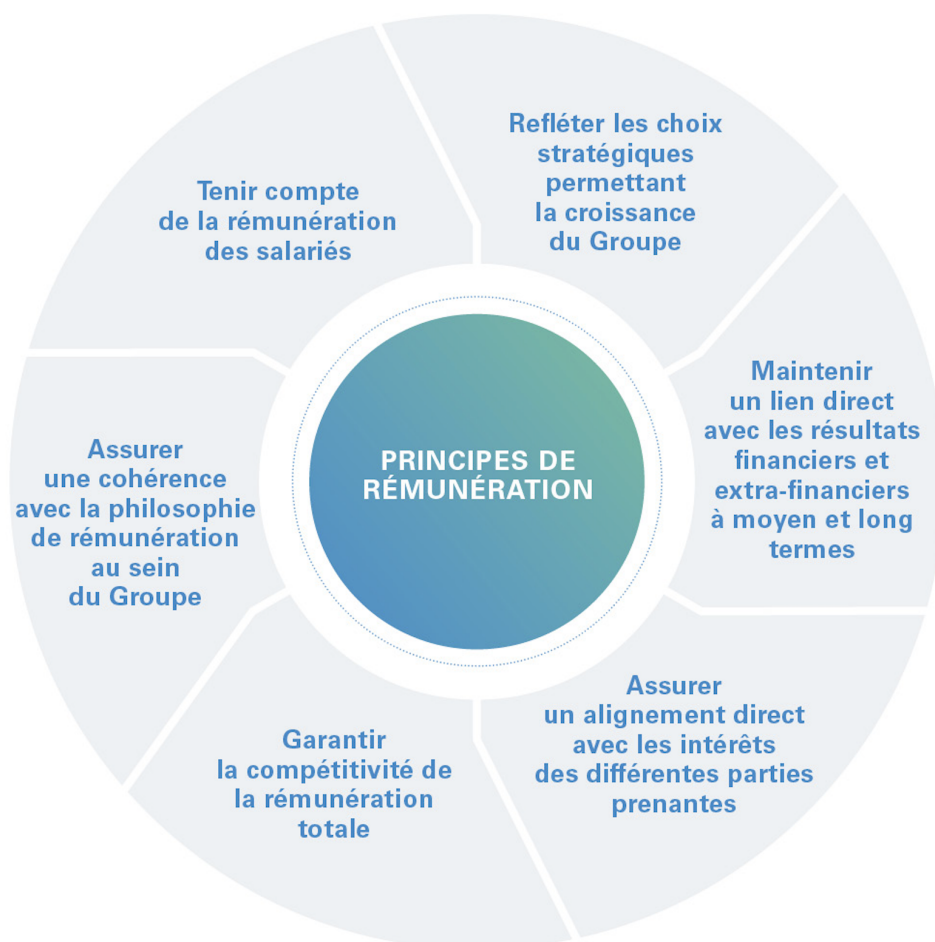 PRINCIPES DE
RÉMUNÉRATION
Refléter les choix
stratégiques
permettant
la croissance
du Groupe
Maintenir
un lien direct
avec les résultats
financiers et
extra-financiers
à moyen et long
termes
Assurer
un alignement direct
avec les intérêts
des différentes parties
prenantes
Garantir
la compétitivité de
la rémunération
totale
Assurer
une cohérence
avec la philosophie
de rémunération
au sein
du Groupe
Tenir compte
de la rémunération
des salariés